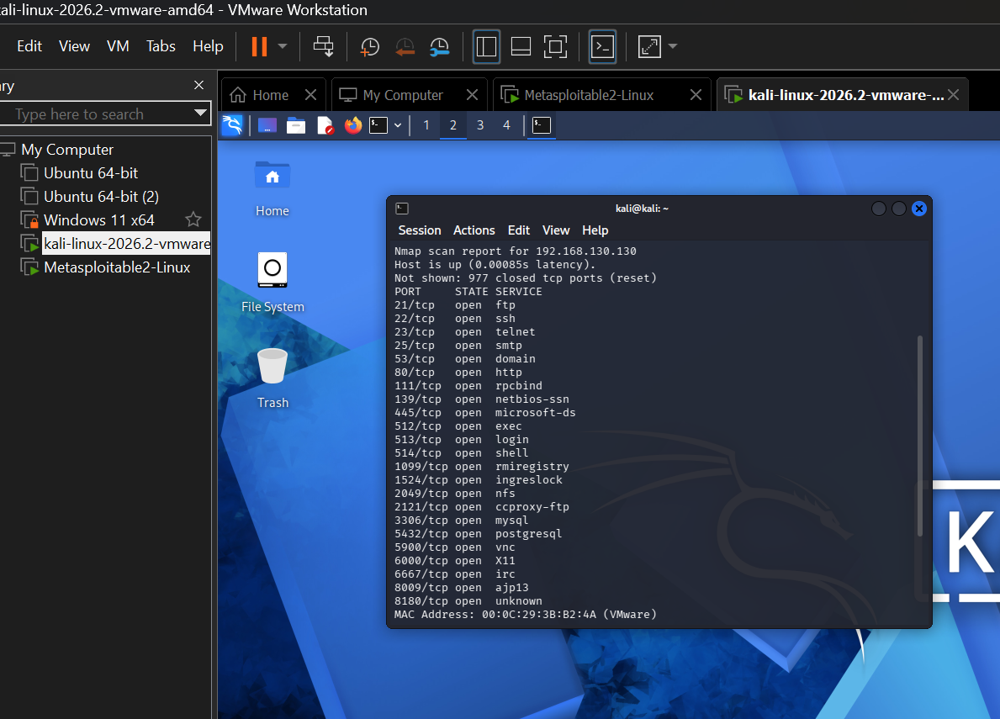 ali-linux-2026.2-vmware-amd64 - VMware Workstation
Edit View VM Tabs Help
ry
Type here to search
My Computer
Ubuntu 64-bit
Ubuntu 64-bit (2)
Windows 11 x64
kali-linux-2026.2-vmware
Metasploitable2-Linux
Home My Computer Metasploitable2-Linux kali-linux-2026.2-vmware-...
1 2 3 4
Home
File System
Trash
kali@kali: ~
Session Actions Edit View Help
Nmap scan report for 192.168.130.130
Host is up (0.00085s latency).
Not shown: 977 closed tcp ports (reset)
PORT STATE SERVICE
21/tcp open ftp
22/tcp open ssh
23/tcp open telnet
25/tcp open smtp
53/tcp open domain
80/tcp open http
111/tcp open rpcbind
139/tcp open netbios-ssn
445/tcp open microsoft-ds
512/tcp open exec
513/tcp open login
514/tcp open shell
1099/tcp open rmiregistry
1524/tcp open ingreslock
2049/tcp open nfs
2121/tcp open ccproxy-ftp
3306/tcp open mysql
5432/tcp open postgresql
5900/tcp open vnc
6000/tcp open X11
6667/tcp open irc
8009/tcp open ajp13
8180/tcp open unknown
MAC Address: 00:0C:29:3B:B2:4A (VMware)
K